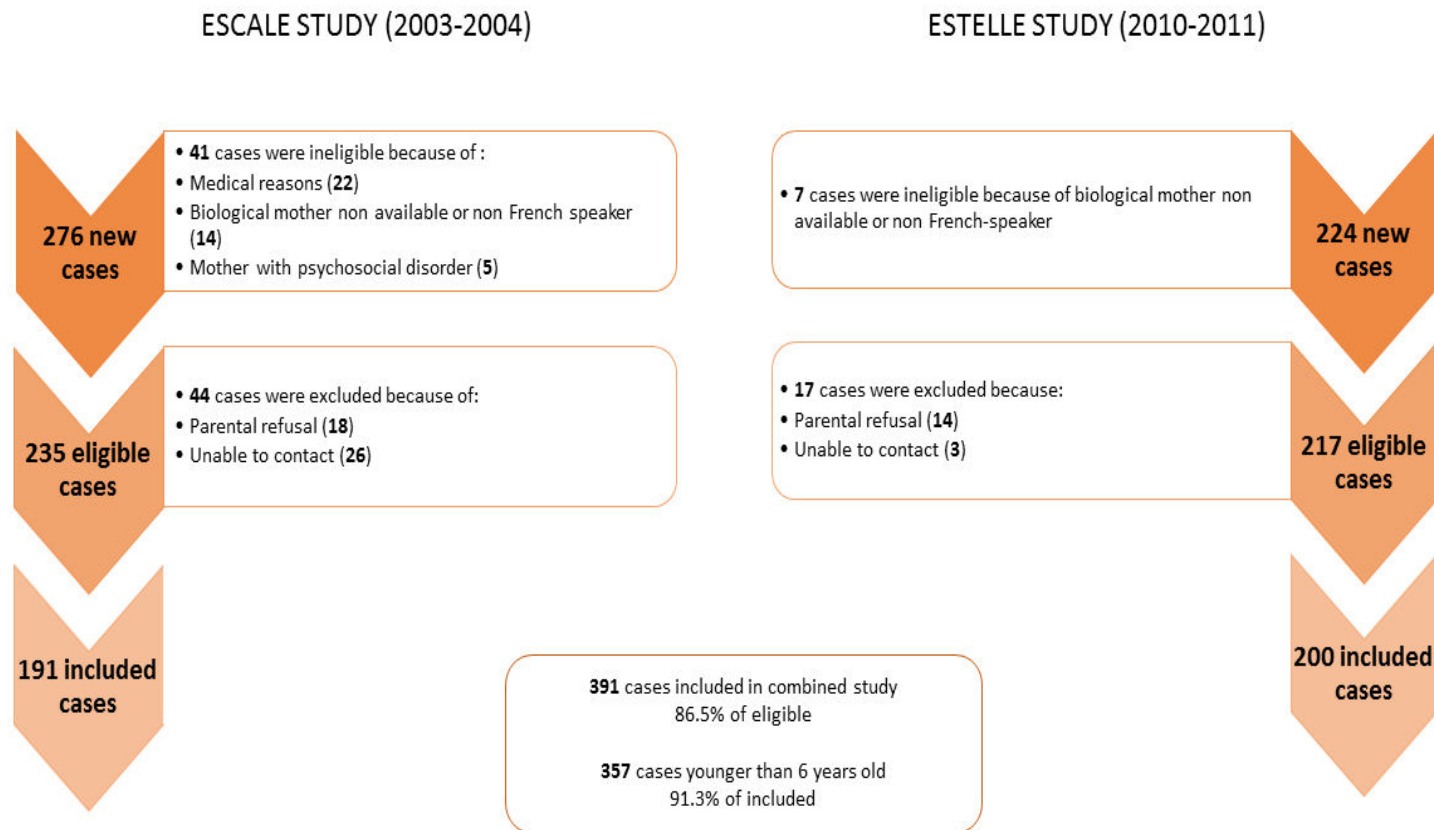 ESCALE STUDY (2003-2004)
ESTELLE STUDY (2010-2011)
276 new
cases
• 41 cases were ineligible because of :
• Medical reasons (22)
• Biological mother non available or non French speaker
(14)
• Mother with psychosocial disorder (5)
• 7 cases were ineligible because of biological mother non
available or non French-speaker
224 new
cases
235 eligible
cases
• 44 cases were excluded because of:
• Parental refusal (18)
• Unable to contact (26)
• 17 cases were excluded because:
• Parental refusal (14)
• Unable to contact (3)
217 eligible
cases
191 included
cases
200 included
cases
391 cases included in combined study
86.5% of eligible
357 cases younger than 6 years old
91.3% of included